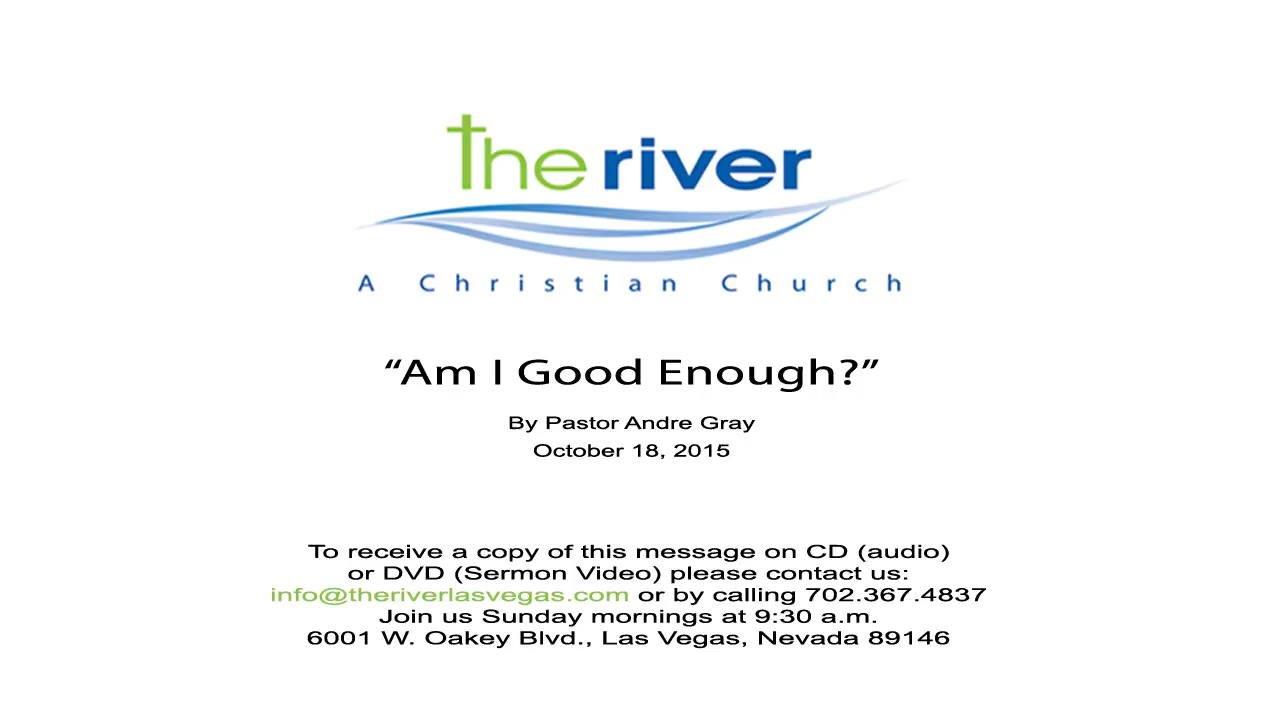 the river
A Christian Church
“Am I Good Enough?”
By Pastor Andre Gray
October 18, 2015
To receive a copy of this message on CD (audio)
or DVD (Sermon Video) please contact us:
info@theriverlasvegas.com or by calling 702.367.4837
Join us Sunday mornings at 9:30 a.m.
6001 W. Oakey Blvd., Las Vegas, Nevada 89146